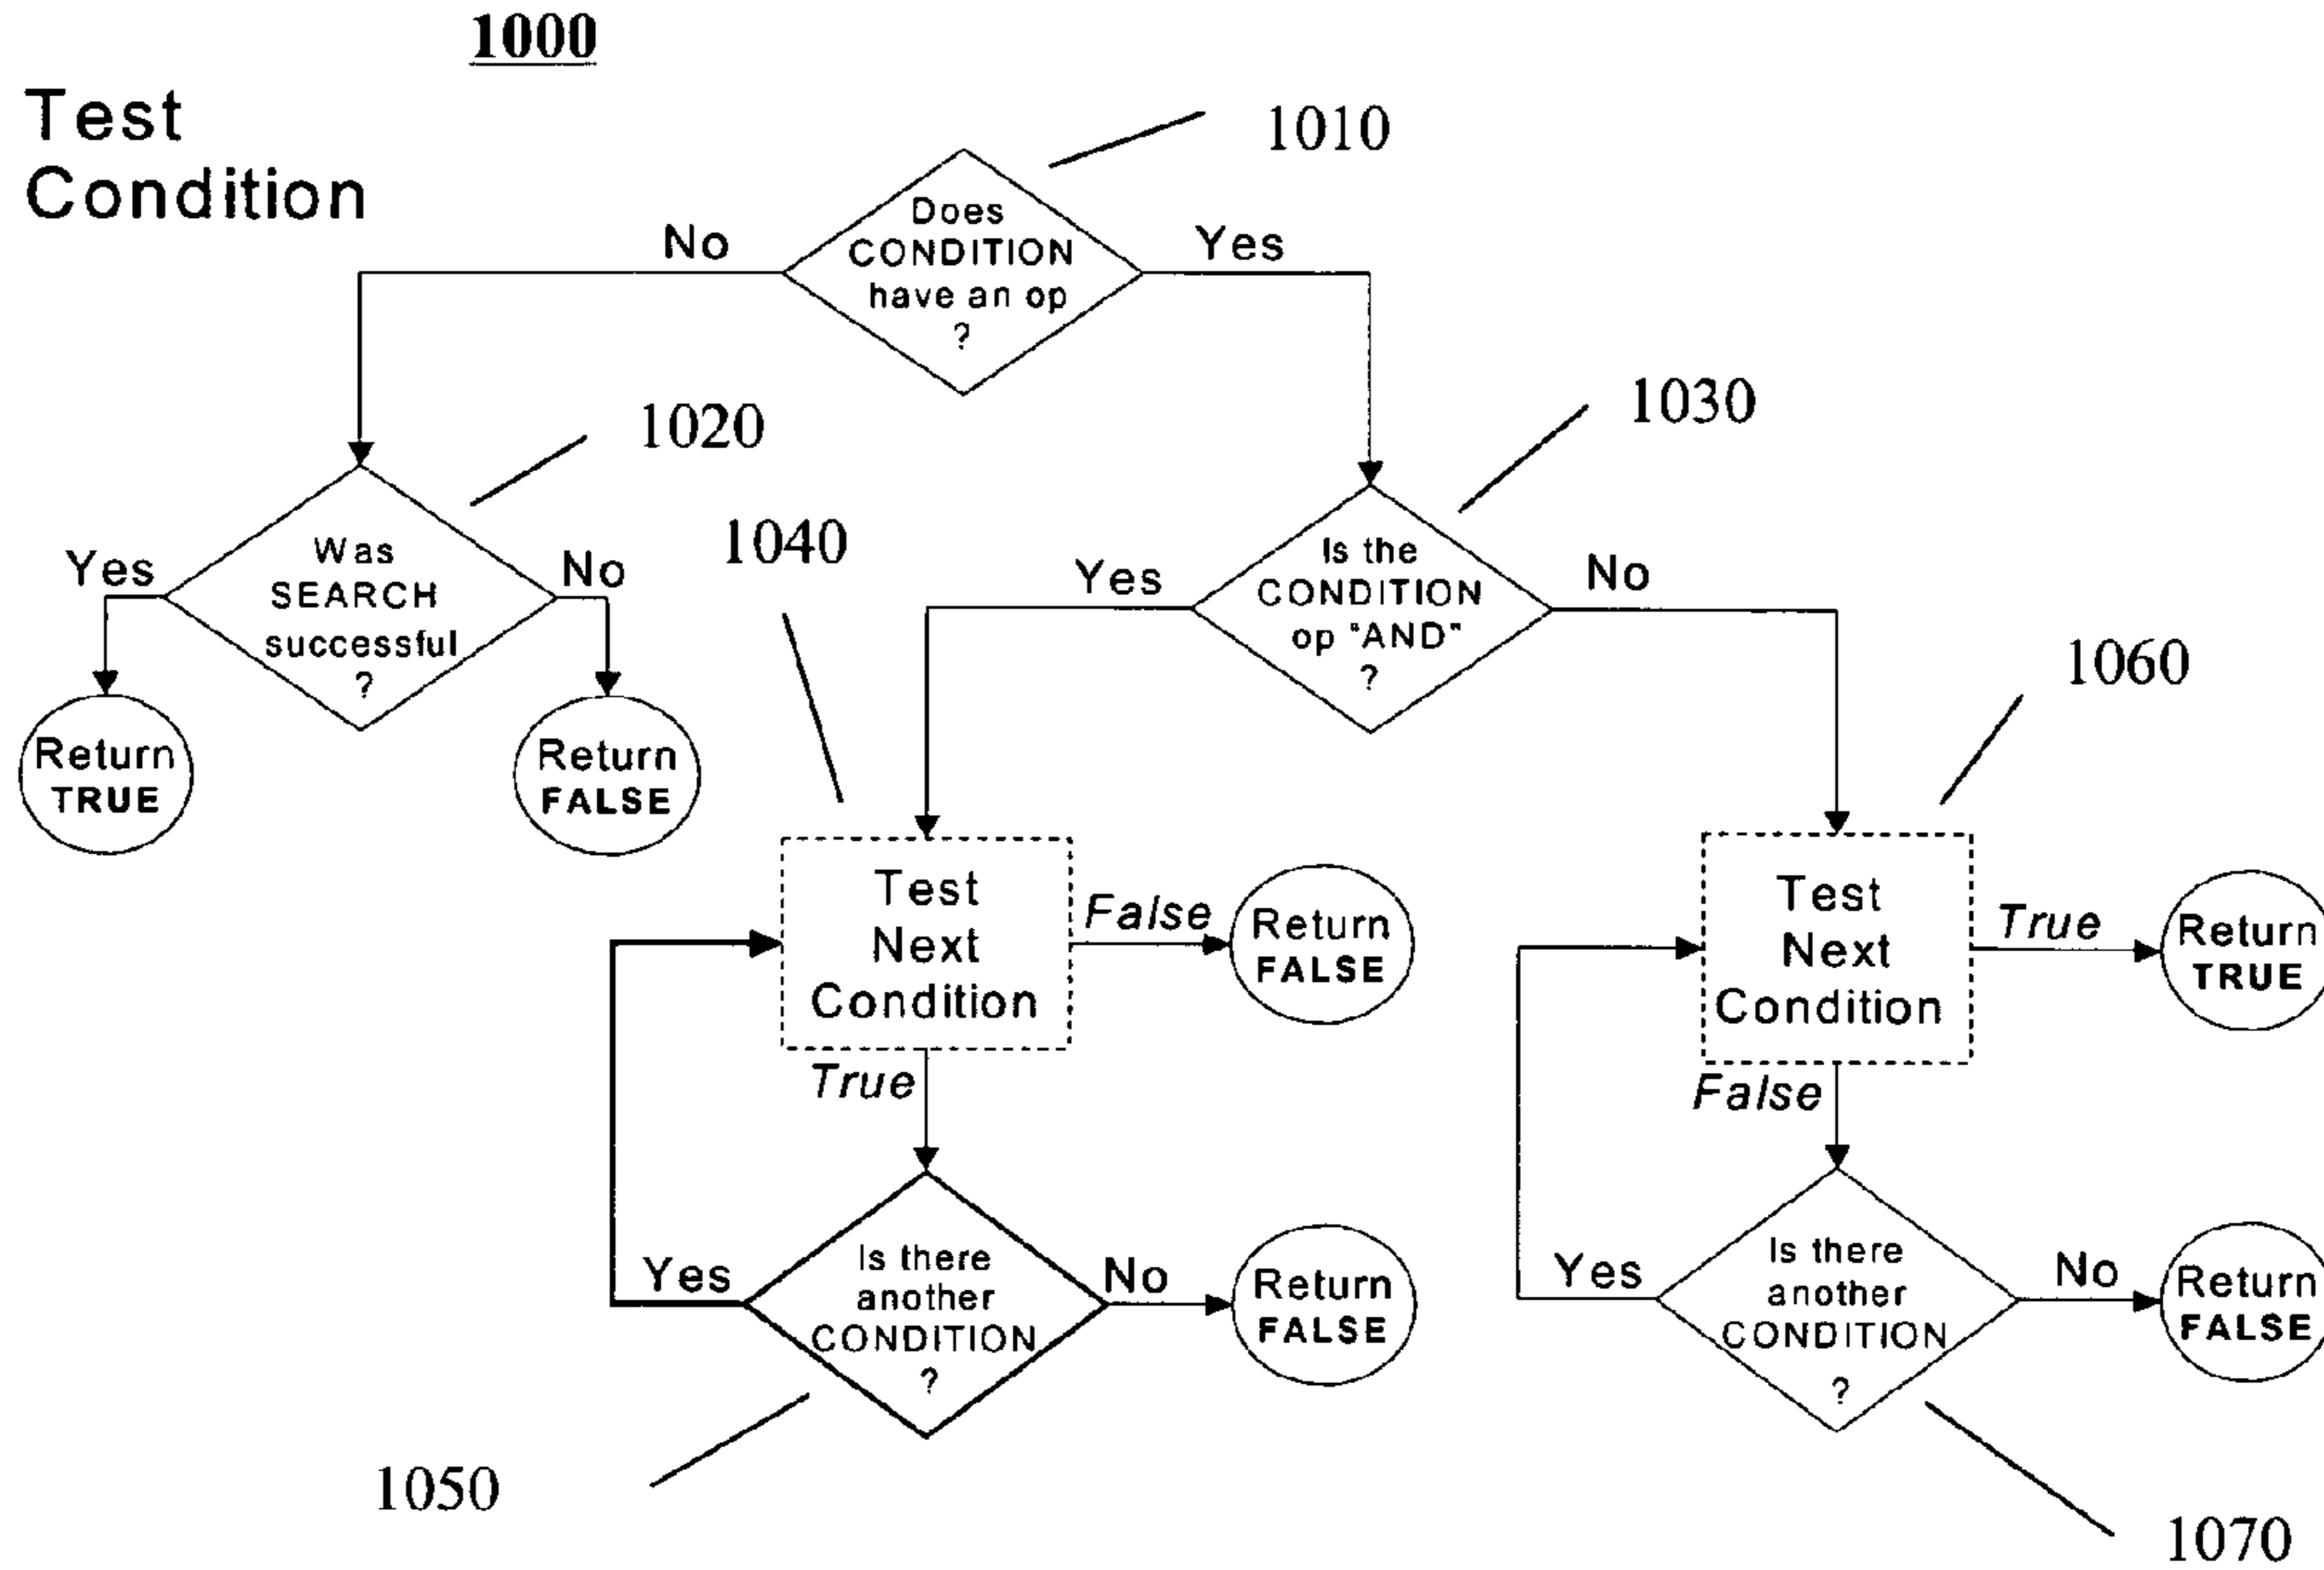 1000
Test
Condition
1010
Does
CONDITION
have an op
?
No
Yes
1020
1030
Was
SEARCH
successful
?
Yes
No
Return
TRUE
Return
FALSE
Is the
CONDITION
op "AND"
?
Yes
No
1040
1060
Test
Next
Condition
False
Return
FALSE
True
Test
Next
Condition
True
Return
TRUE
False
Is there
another
CONDITION
?
Yes
No
Return
FALSE
1050
Is there
another
CONDITION
?
Yes
No
Return
FALSE
1070